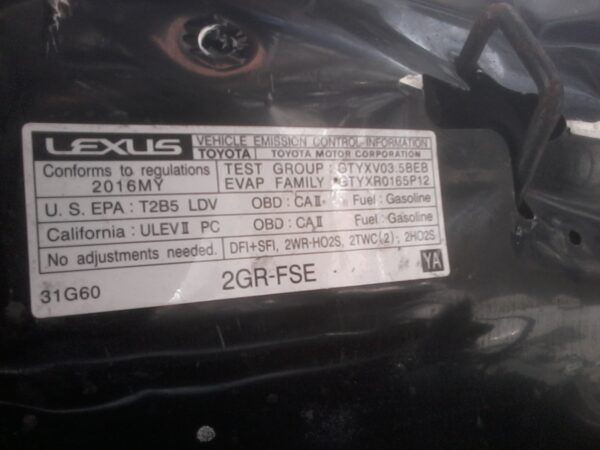 LEXUS VEHICLE EMISSION CONTROL INFORMATION
TOYOTA TOYOTA MOTOR CORPORATION
Conforms to regulations TEST GROUP : GTYXV03.5BEB
2016MY EVAP FAMILY : GTYXR0165P12
U. S. EPA : T2B5 LDV OBD : CAⅡ Fuel : Gasoline
California : ULEVⅡ PC OBD : CAⅡ Fuel : Gasoline
No adjustments needed. DFI+SFI, 2WR-HO2S, 2TWC(2), 2HO2S
31G60 2GR-FSE YA